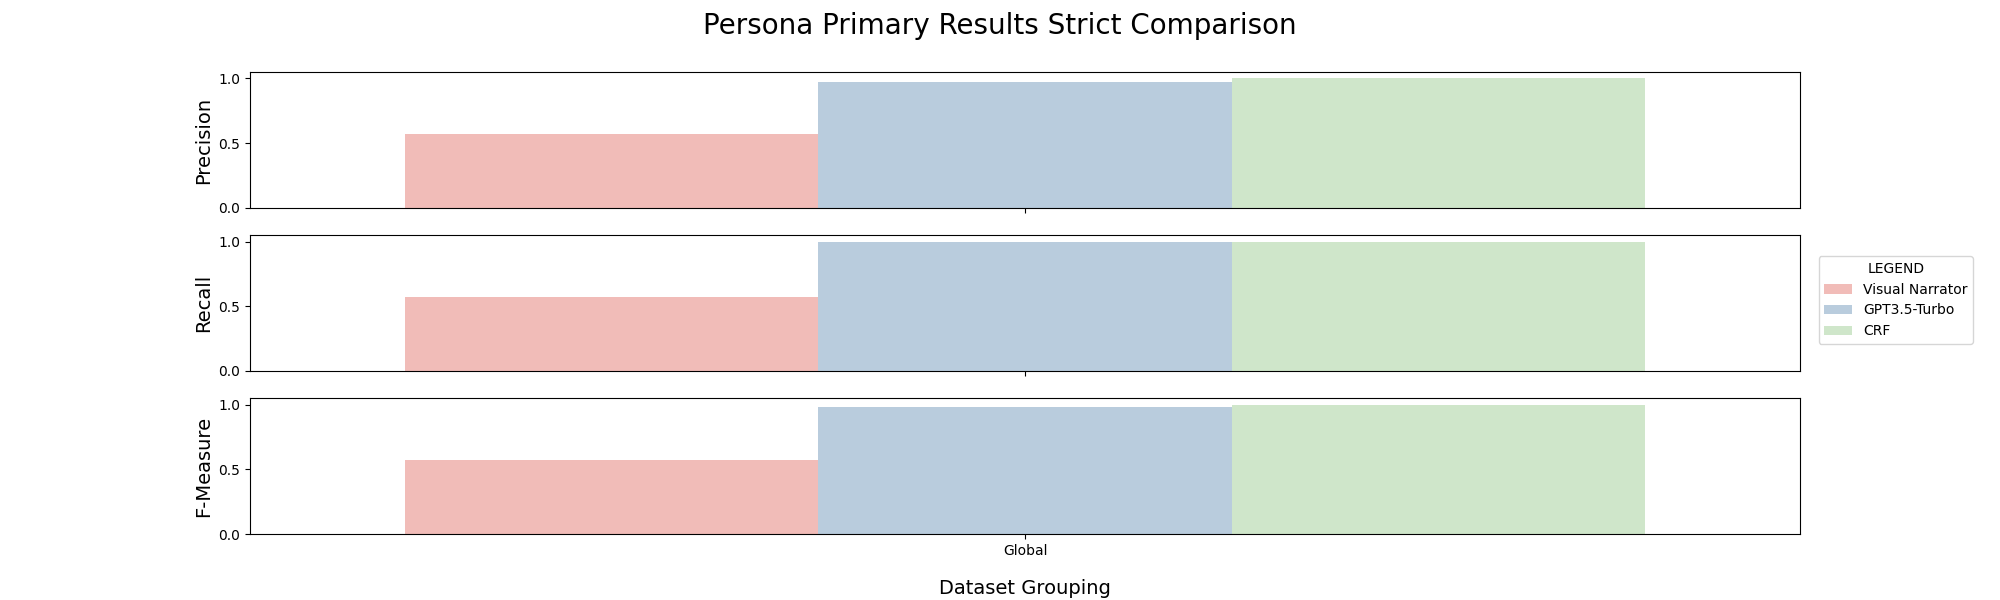 Persona Primary Results Strict Comparison
1.0
0.5
0.0
Precision
1.0
0.5
0.0
Recall
LEGEND
Visual Narrator
GPT3.5-Turbo
CRF
1.0
0.5
0.0
F-Measure
Global
Dataset Grouping